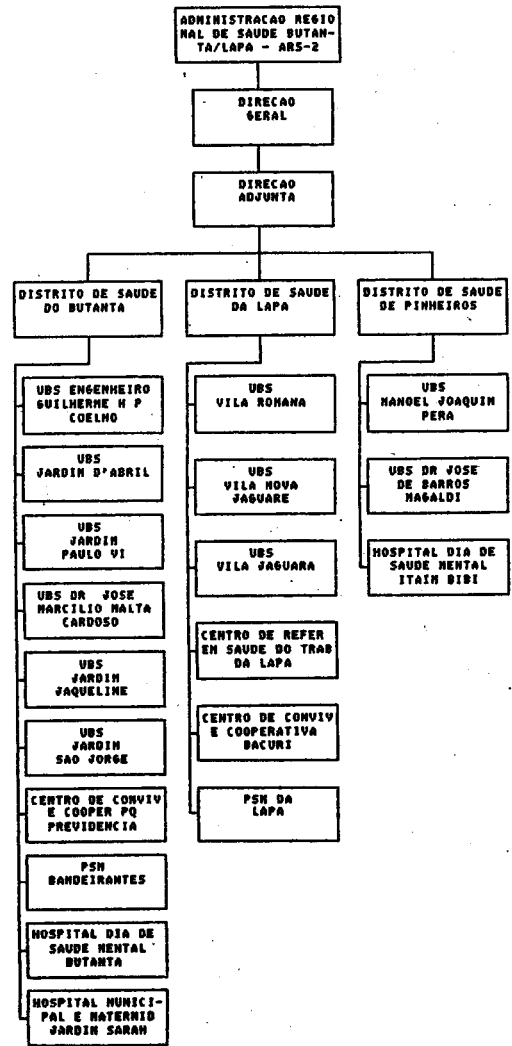 ADMINISTRACAO REGIO
NAL DE SAUDE BUTAN-
TA/LAPA - ARS-2
DIRECAO
GERAL
DIRECAO
ADJUNTA
DISTRITO DE SAUDE
DO BUTANTA
UBS ENGENHEIRO
GUILHERME H P
COELHO
UBS
JARDIM D'ABRIL
UBS
JARDIM
PAULO VI
UBS DR JOSE
MARCILIO MALTA
CARDOSO
UBS
JARDIM
JAQUELINE
UBS
JARDIM
SAO JORGE
CENTRO DE CONVIV
E COOPER PQ
PREVIDENCIA
PSM
BANDEIRANTES
HOSPITAL DIA DE
SAUDE MENTAL
BUTANTA
HOSPITAL MUNICI-
PAL E MATERNID
JARDIM SARAH
DISTRITO DE SAUDE
DA LAPA
UBS
VILA ROMANA
UBS
VILA NOVA
JAGUARE
UBS
VILA JAGUARA
CENTRO DE REFER
EM SAUDE DO TRAB
DA LAPA
CENTRO DE CONVIV
E COOPERATIVA
BACURI
PSM DA
LAPA
DISTRITO DE SAUDE
DE PINHEIROS
UBS
MANOEL JOAQUIM
PERA
UBS DR JOSE
DE BARROS
MAGALDI
HOSPITAL DIA DE
SAUDE MENTAL
ITAIM BIBI